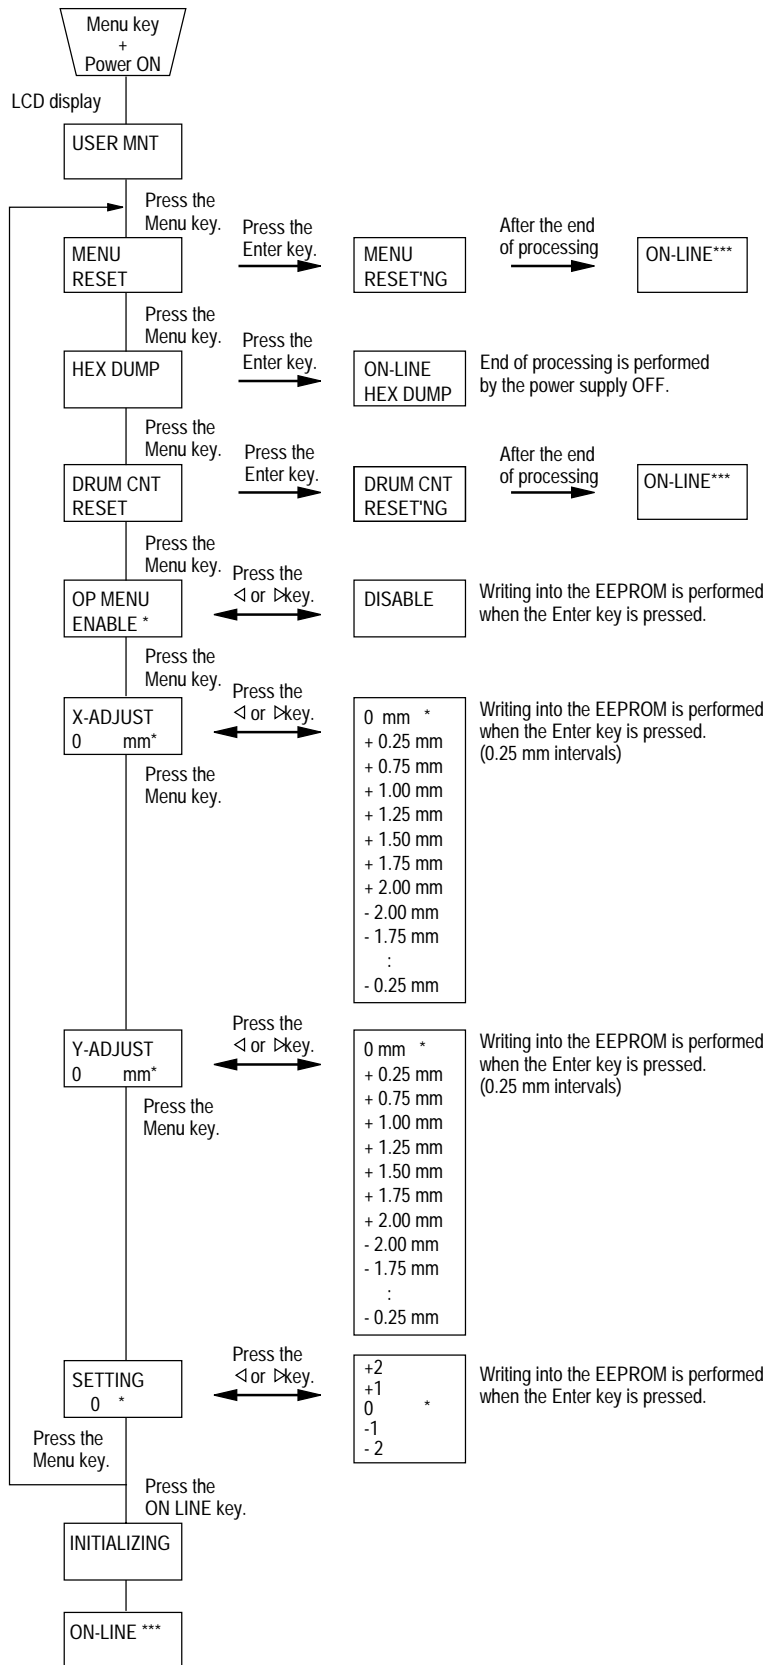 Menu key
+
Power ON
LCD display
USER MNT
Press the
Menu key.
MENU
RESET
Press the
Enter key.
MENU
RESET'NG
After the end
of processing
ON-LINE***
Press the
Menu key.
HEX DUMP
Press the
Enter key.
ON-LINE
HEX DUMP
End of processing is performed
by the power supply OFF.
Press the
Menu key.
DRUM CNT
RESET
Press the
Enter key.
DRUM CNT
RESET'NG
After the end
of processing
ON-LINE***
Press the
Menu key.
OP MENU
ENABLE *
Press the
◁ or ▷key.
DISABLE
Writing into the EEPROM is performed
when the Enter key is pressed.
Press the
Menu key.
X-ADJUST
0 mm*
Press the
◁ or ▷key.
0 mm *
+ 0.25 mm
+ 0.75 mm
+ 1.00 mm
+ 1.25 mm
+ 1.50 mm
+ 1.75 mm
+ 2.00 mm
- 2.00 mm
- 1.75 mm
:
- 0.25 mm
Writing into the EEPROM is performed
when the Enter key is pressed.
(0.25 mm intervals)
Press the
Menu key.
Y-ADJUST
0 mm*
Press the
◁ or ▷key.
0 mm *
+ 0.25 mm
+ 0.75 mm
+ 1.00 mm
+ 1.25 mm
+ 1.50 mm
+ 1.75 mm
+ 2.00 mm
- 2.00 mm
- 1.75 mm
:
- 0.25 mm
Writing into the EEPROM is performed
when the Enter key is pressed.
(0.25 mm intervals)
Press the
Menu key.
SETTING
0 *
Press the
◁ or ▷key.
+2
+1
0 *
-1
- 2
Writing into the EEPROM is performed
when the Enter key is pressed.
Press the
Menu key.
Press the
ON LINE key.
INITIALIZING
ON-LINE ***